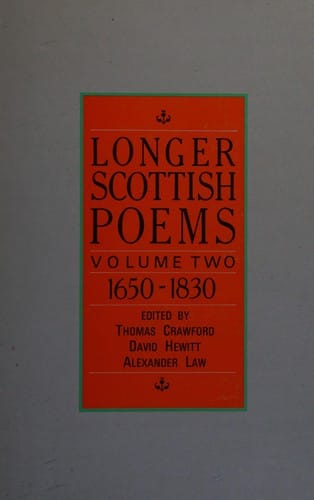 LONGER
SCOTTISH
POEMS
VOLUME TWO
1650-1830
EDITED BY
THOMAS CRAWFORD
DAVID HEWITT
ALEXANDER LAW